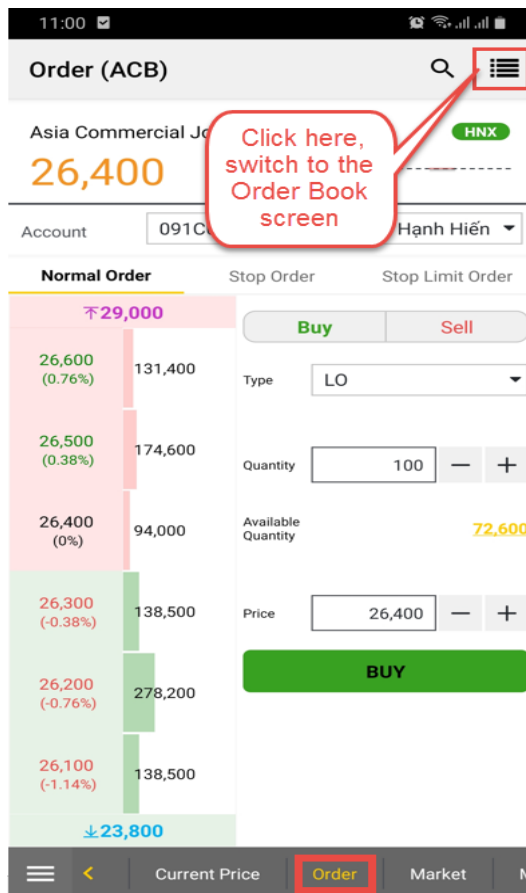 11:00
Order (ACB)
Asia Commercial Jo
HNX
26,400
Click here,
switch to the
Order Book
screen
Account
091C
Hạnh Hiến
Normal Order
Stop Order
Stop Limit Order
29,000
Buy
Sell
26,600
(0.76%)
131,400
Type
LO
26,500
(0.38%)
174,600
Quantity
100
26,400
(0%)
94,000
Available
Quantity
72,600
26,300
(-0.38%)
138,500
Price
26,400
26,200
(-0.76%)
278,200
BUY
26,100
(-1.14%)
138,500
23,800
Current Price
Order
Market